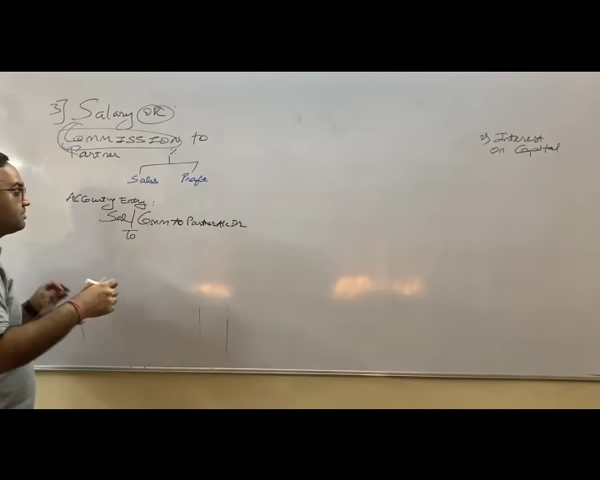 3] Salary OR
Commission to
Partner
Sales Profit
Accounting Entry:
Sal/Comm to Partner A/c Dr
To
2) Interest
on Capital